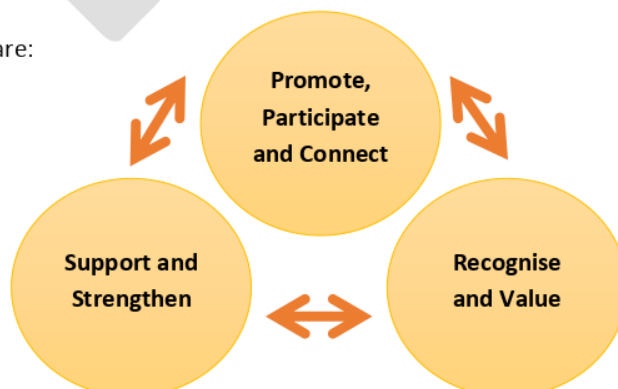 are:
Promote,
Participate
and Connect
Support and
Strengthen
Recognise
and Value